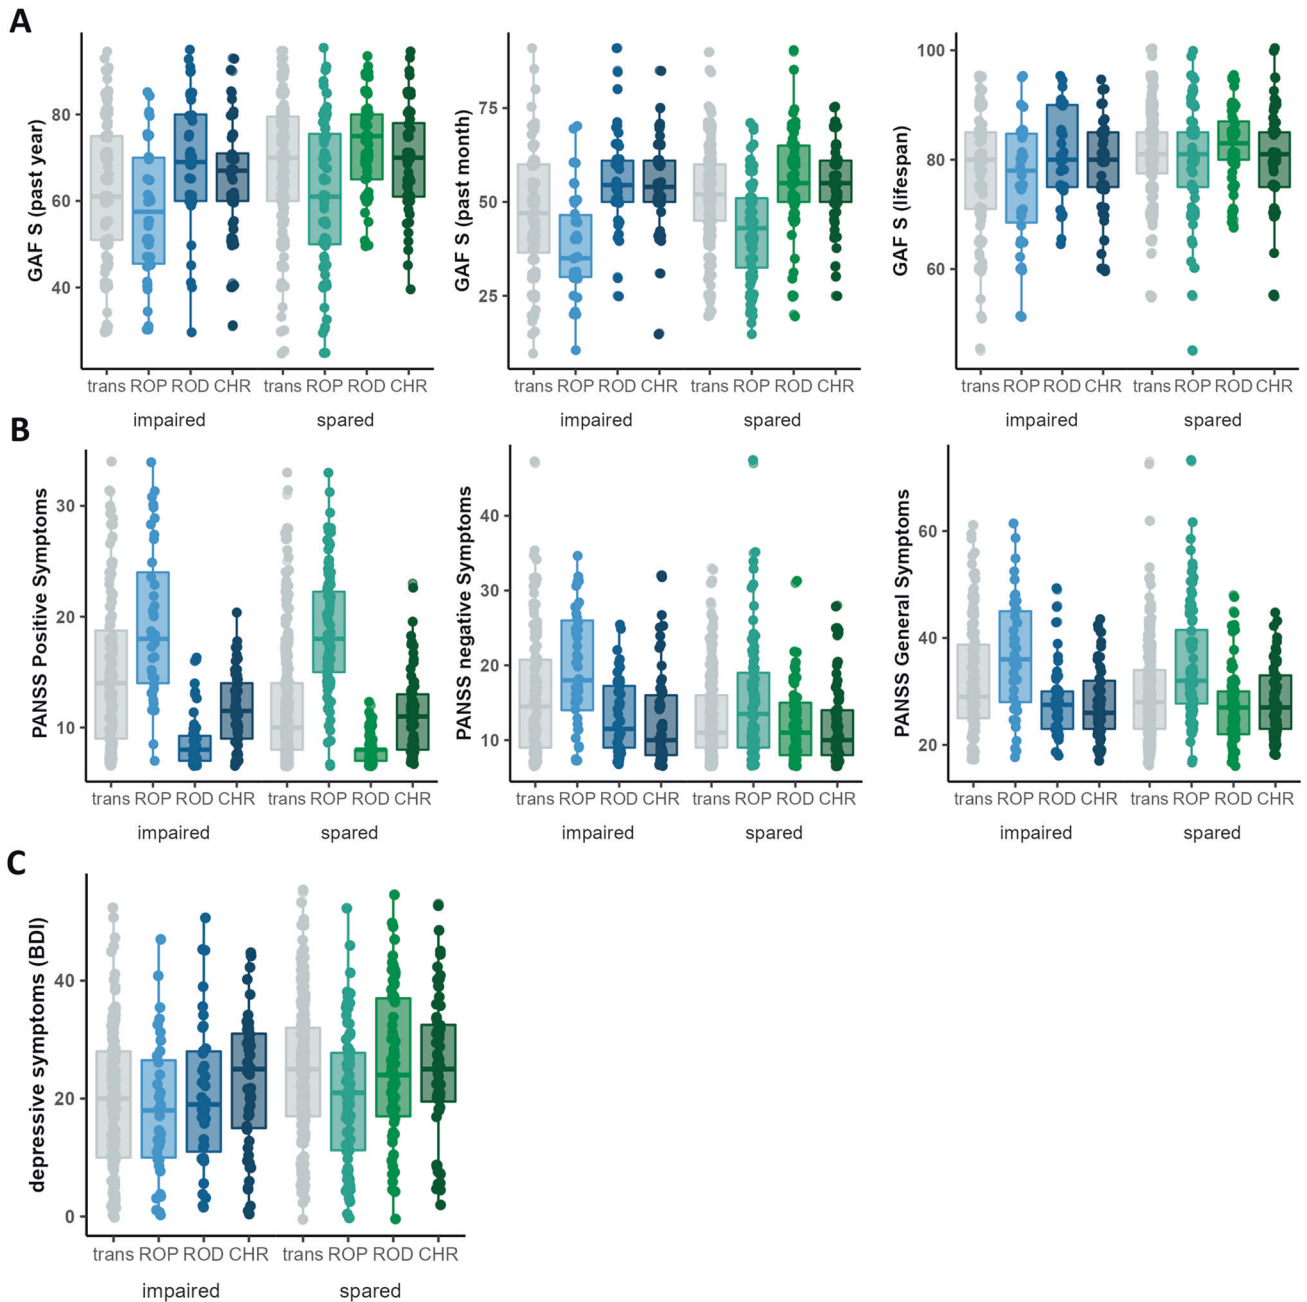 A
GAF S (past year)
80
60
40
trans ROP ROD CHR trans ROP ROD CHR
impaired spared
GAF S (past month)
75
50
25
trans ROP ROD CHR trans ROP ROD CHR
impaired spared
GAF S (lifespan)
100
80
60
trans ROP ROD CHR trans ROP ROD CHR
impaired spared
B
PANSS Positive Symptoms
30
20
10
trans ROP ROD CHR trans ROP ROD CHR
impaired spared
PANSS negative Symptoms
40
30
20
10
trans ROP ROD CHR trans ROP ROD CHR
impaired spared
PANSS General Symptoms
60
40
20
trans ROP ROD CHR trans ROP ROD CHR
impaired spared
C
depressive symptoms (BDI)
40
20
0
trans ROP ROD CHR trans ROP ROD CHR
impaired spared